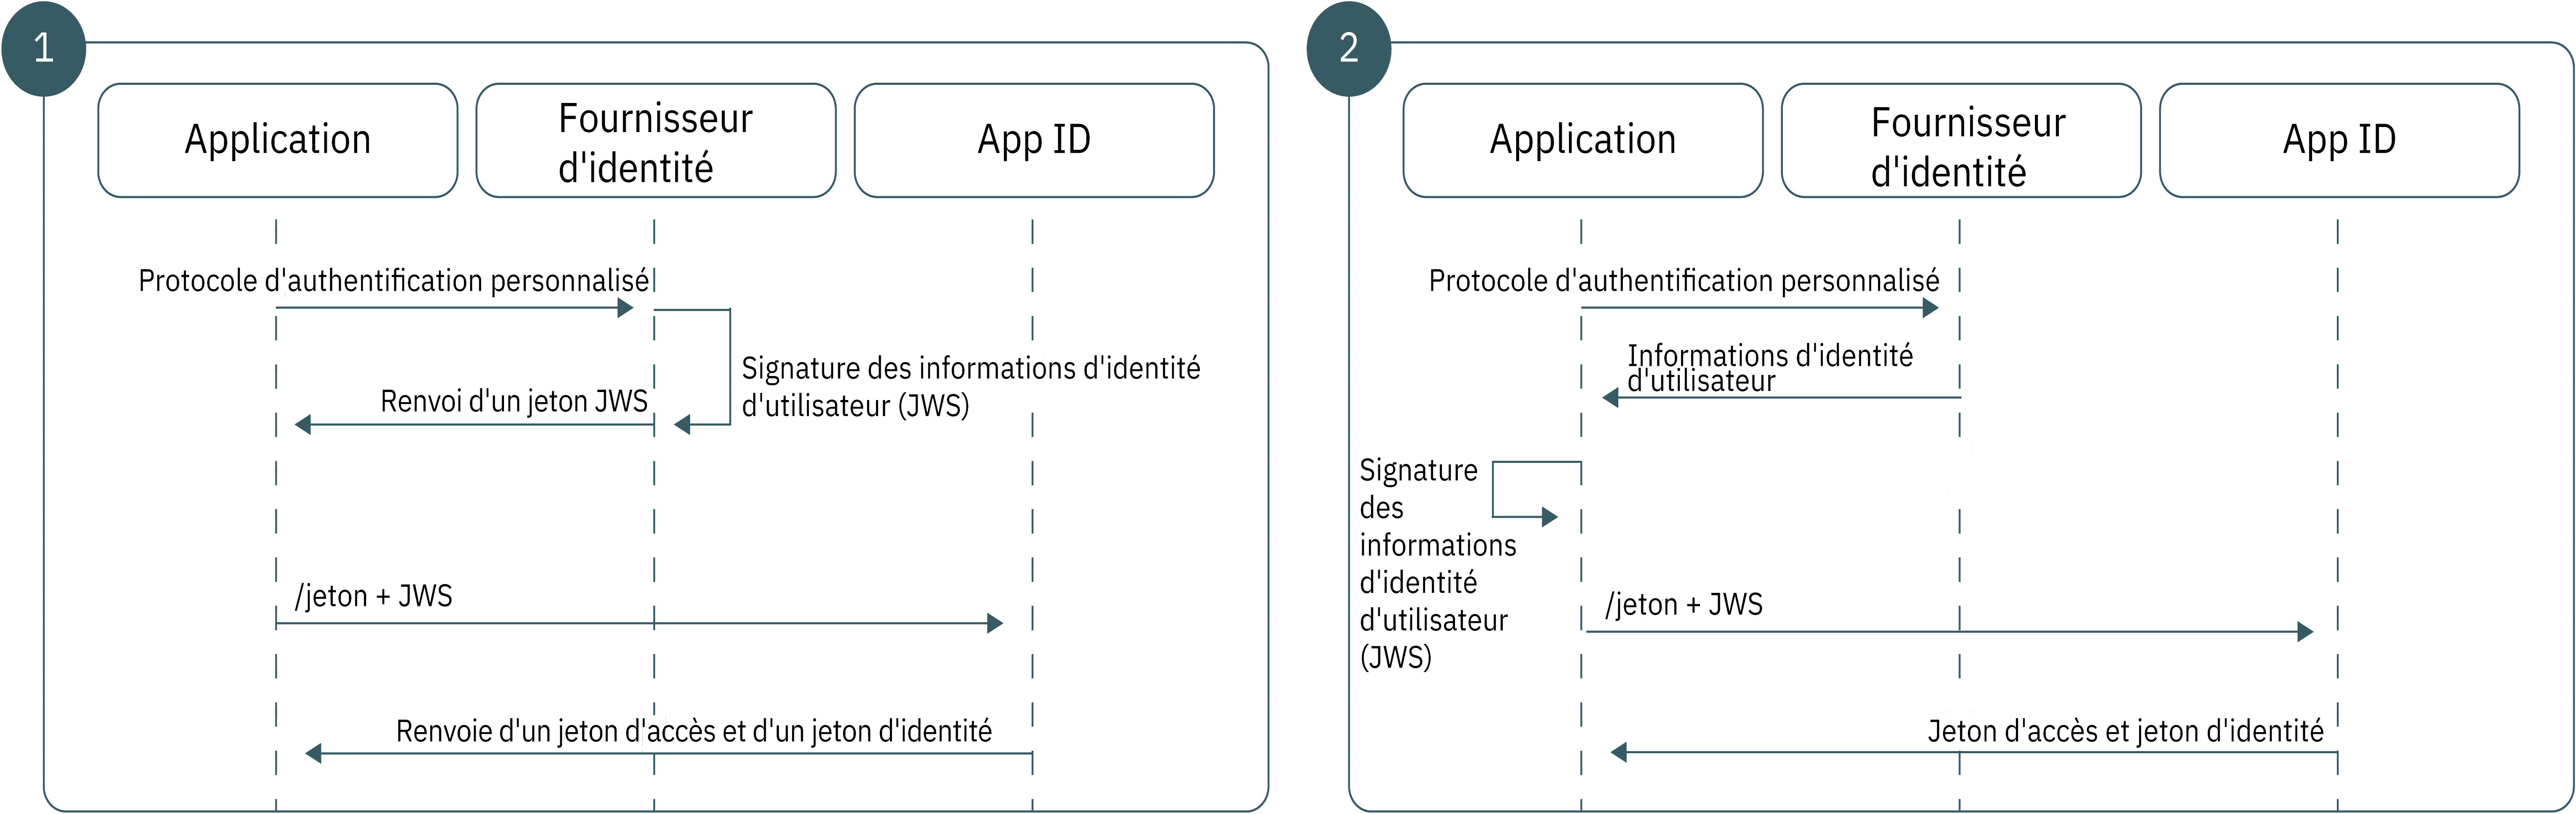 1
Application
Fournisseur
d'identité
App ID
Protocole d'authentification personnalisé
Signature des informations d'identité
d'utilisateur (JWS)
Renvoi d'un jeton JWS
/jeton + JWS
Renvoie d'un jeton d'accès et d'un jeton d'identité
2
Application
Fournisseur
d'identité
App ID
Protocole d'authentification personnalisé
Informations d'identité
d'utilisateur
Signature
des
informations
d'identité
d'utilisateur
(JWS)
/jeton + JWS
Jeton d'accès et jeton d'identité